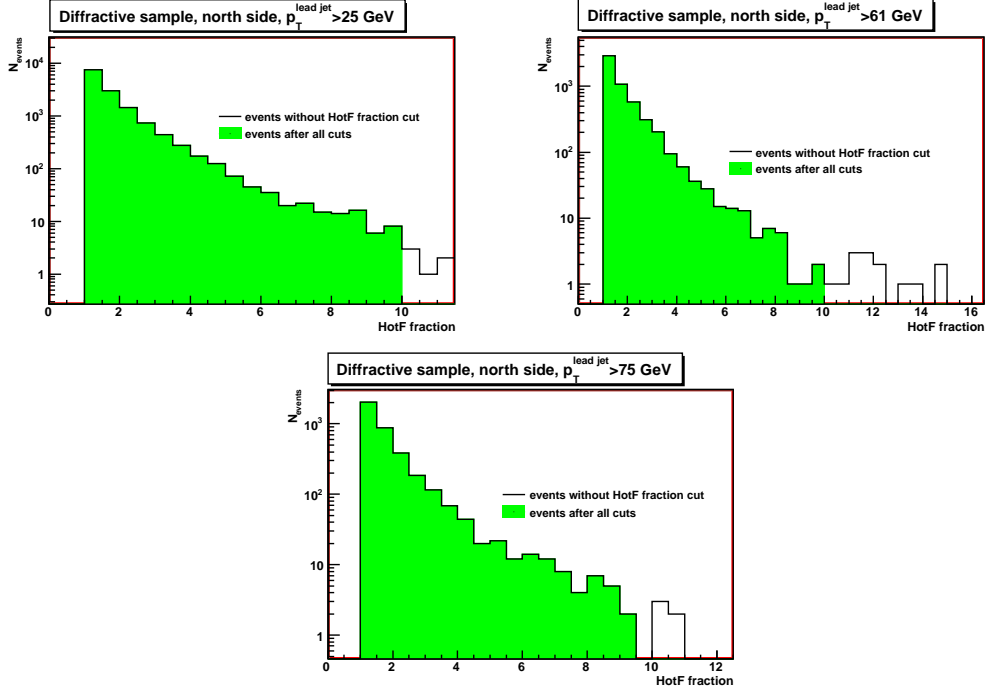 Diffractive sample, north side, p_T^lead jet >25 GeV
N_events
10^4
10^3
10^2
10
1
events without HotF fraction cut
events after all cuts
0 2 4 6 8 10
HotF fraction
Diffractive sample, north side, p_T^lead jet >61 GeV
N_events
10^3
10^2
10
1
events without HotF fraction cut
events after all cuts
0 2 4 6 8 10 12 14 16
HotF fraction
Diffractive sample, north side, p_T^lead jet >75 GeV
N_events
10^3
10^2
10
1
events without HotF fraction cut
events after all cuts
0 2 4 6 8 10 12
HotF fraction